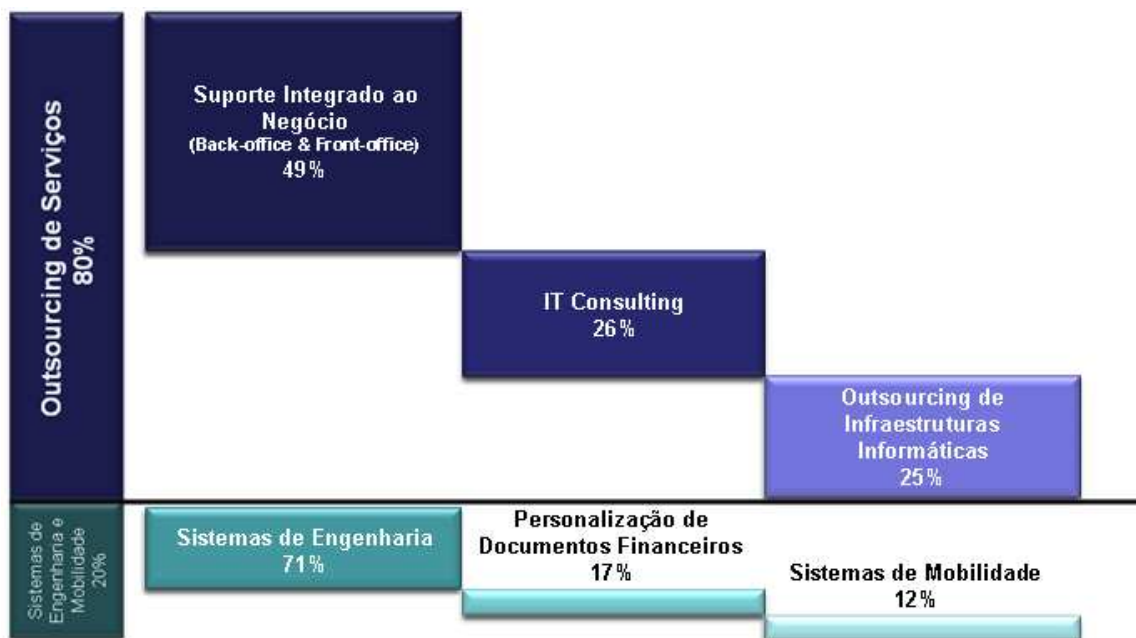 Outsourcing de Serviços
80%
Suporte Integrado ao
Negócio
(Back-office & Front-office)
49%
IT Consulting
26%
Outsourcing de
Infraestruturas
Informáticas
25%
Sistemas de
Engenharia e
Mobilidade
20%
Sistemas de Engenharia
71%
Personalização de
Documentos Financeiros
17%
Sistemas de Mobilidade
12%